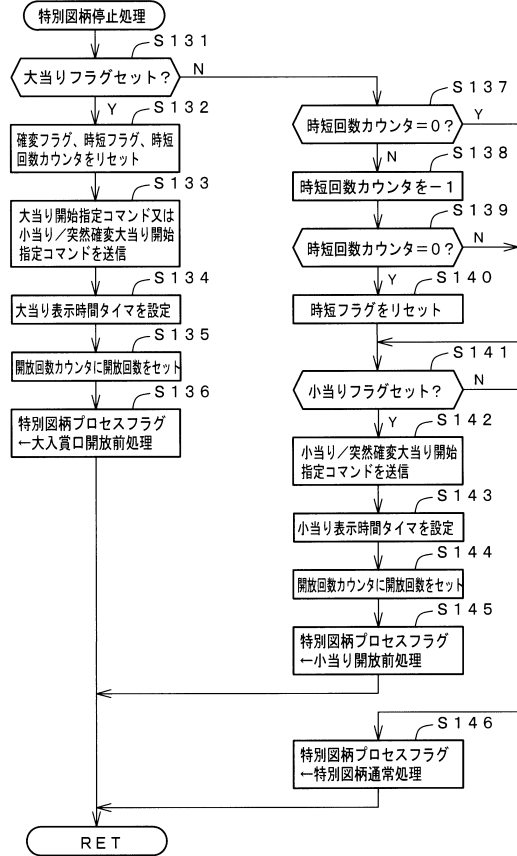 特別図柄停止処理
S131
大当りフラグセット?
N
Y
S132
確変フラグ、時短フラグ、時短
回数カウンタをリセット
S133
大当り開始指定コマンド又は
小当り/突然確変大当り開始
指定コマンドを送信
S134
大当り表示時間タイマを設定
S135
開放回数カウンタに開放回数をセット
S136
特別図柄プロセスフラグ
←大入賞口開放前処理
S137
時短回数カウンタ=0?
Y
N
S138
時短回数カウンタを-1
S139
時短回数カウンタ=0?
N
Y
S140
時短フラグをリセット
S141
小当りフラグセット?
N
Y
S142
小当り/突然確変大当り開始
指定コマンドを送信
S143
小当り表示時間タイマを設定
S144
開放回数カウンタに開放回数をセット
S145
特別図柄プロセスフラグ
←小当り開放前処理
S146
特別図柄プロセスフラグ
←特別図柄通常処理
RET